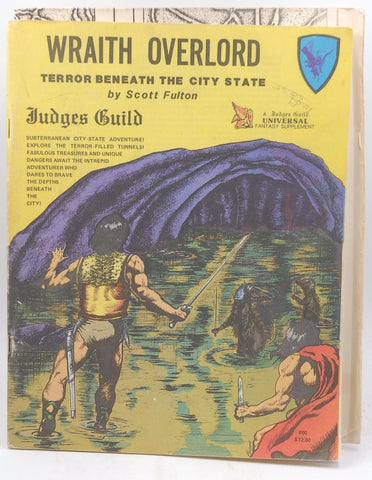 WRAITH OVERLORD
TERROR BENEATH THE CITY STATE
by Scott Fulton
Judges Guild
A Judges Guild
UNIVERSAL
FANTASY SUPPLEMENT
SUBTERRANEAN CITY-STATE ADVENTURE!
EXPLORE THE TERROR-FILLED TUNNELS!
FABULOUS TREASURES AND UNIQUE
DANGERS AWAIT THE INTREPID
ADVENTURER WHO
DARES TO BRAVE
THE DEPTHS
BENEATH
THE
CITY!
$12.00